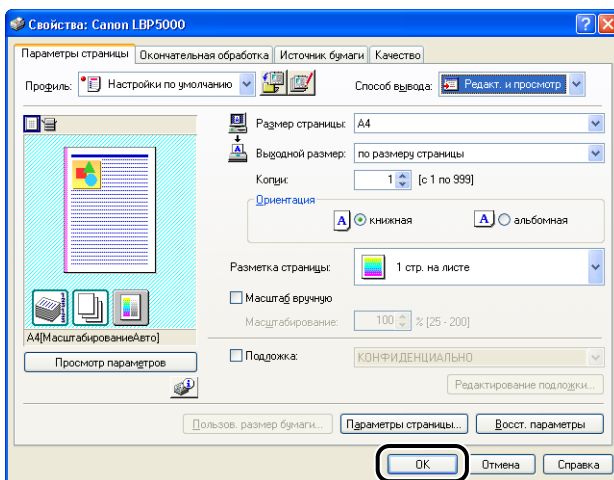 Свойства: Canon LBP5000
Параметры страницы Окончательная обработка Источник бумаги Качество
Профиль: Настройки по умолчанию Способ вывода: Редакт. и просмотр
Размер страницы: A4
Выходной размер: по размеру страницы
Копии: 1 [с 1 по 999]
Ориентация
A книжная A альбомная
Разметка страницы: 1 стр. на листе
Масштаб вручную
Масштабирование: 100 % [25 - 200]
A4[МасштабированиеАвто]
Просмотр параметров
Подложка: КОНФИДЕНЦИАЛЬНО
Редактирование подложки...
Пользов. размер бумаги... Параметры страницы... Восст. параметры
OK Отмена Справка